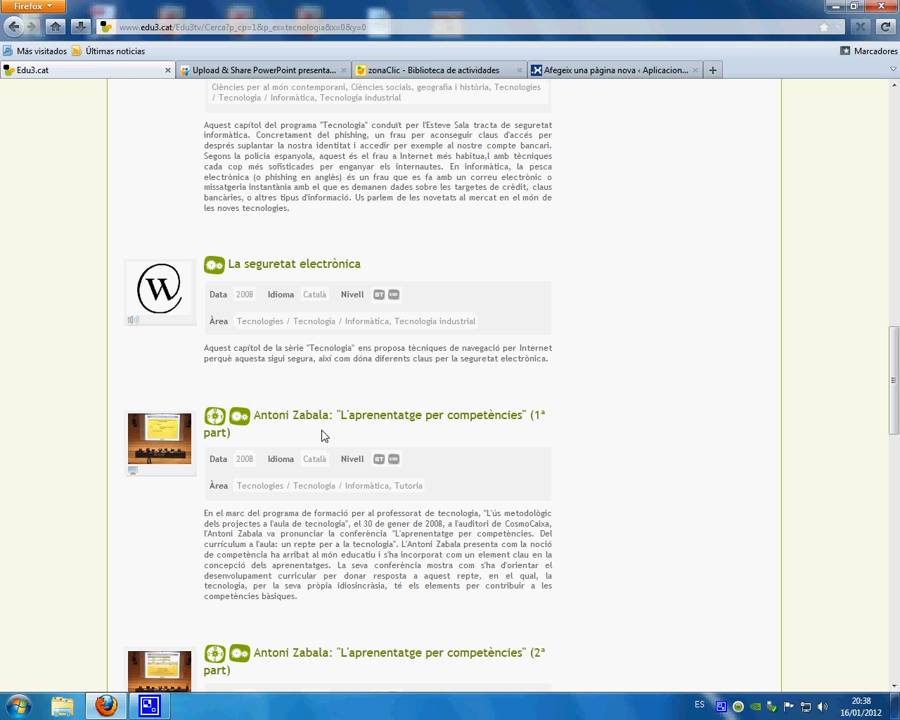 Firefox
www.edu3.cat/Edu3tv/Cerca?p_cp=1&p_ex=tecnologia&x=0&y=0
Más visitados Últimas noticias Marcadores
Edu3.cat × Upload & Share PowerPoint presenta... × zonaClic - Biblioteca de actividades × Afegeix una pàgina nova ‹ Aplicacion... × +
Ciències per al món contemporani, Ciències socials, geografia i història, Tecnologies
/ Tecnologia / Informàtica, Tecnologia industrial
Aquest capítol del programa "Tecnologia" conduït per l'Esteve Sala tracta de seguretat
informàtica. Concretament del phishing, un frau per aconseguir claus d'accés per
després suplantar la nostra identitat i accedir per exemple al nostre compte bancari.
Segons la policia espanyola, aquest és el frau a Internet més habitua,l amb tècniques
cada cop més sofisticades per enganyar els internautes. En informàtica, la pesca
electrònica (o phishing en anglès) és un frau que es fa amb un correu electrònic o
missatgeria instantània amb el que es demanen dades sobre les targetes de crèdit, claus
bancàries, o altres tipus d'informació. Us parlem de les novetats al mercat en el món de
les noves tecnologies.
La seguretat electrònica
Data 2008 Idioma Català Nivell BT
Àrea Tecnologies / Tecnologia / Informàtica, Tecnologia industrial
Aquest capítol de la sèrie "Tecnologia" ens proposa tècniques de navegació per Internet
perquè aquesta sigui segura, així com dóna diferents claus per la seguretat electrònica.
Antoni Zabala: "L'aprenentatge per competències" (1ª
part)
Data 2008 Idioma Català Nivell BT
Àrea Tecnologies / Tecnologia / Informàtica, Tutoria
En el marc del programa de formació per al professorat de tecnologia, "L'ús metodològic
dels projectes a l'aula de tecnologia", el 30 de gener de 2008, a l'auditori de CosmoCaixa,
l'Antoni Zabala va pronunciar la conferència "L'aprenentatge per competències. Del
currículum a l'aula: un repte per a la tecnologia". L'Antoni Zabala presenta com la noció
de competència ha arribat al món educatiu i s'ha incorporat com un element clau en la
concepció dels aprenentatges. La seva conferència mostra com s'ha d'orientar el
desenvolupament curricular per donar resposta a aquest repte, en el qual, la
tecnologia, per la seva pròpia idiosincràsia, té els elements per contribuir a les
competències bàsiques.
Antoni Zabala: "L'aprenentatge per competències" (2ª
part)
ES
20:38
16/01/2012